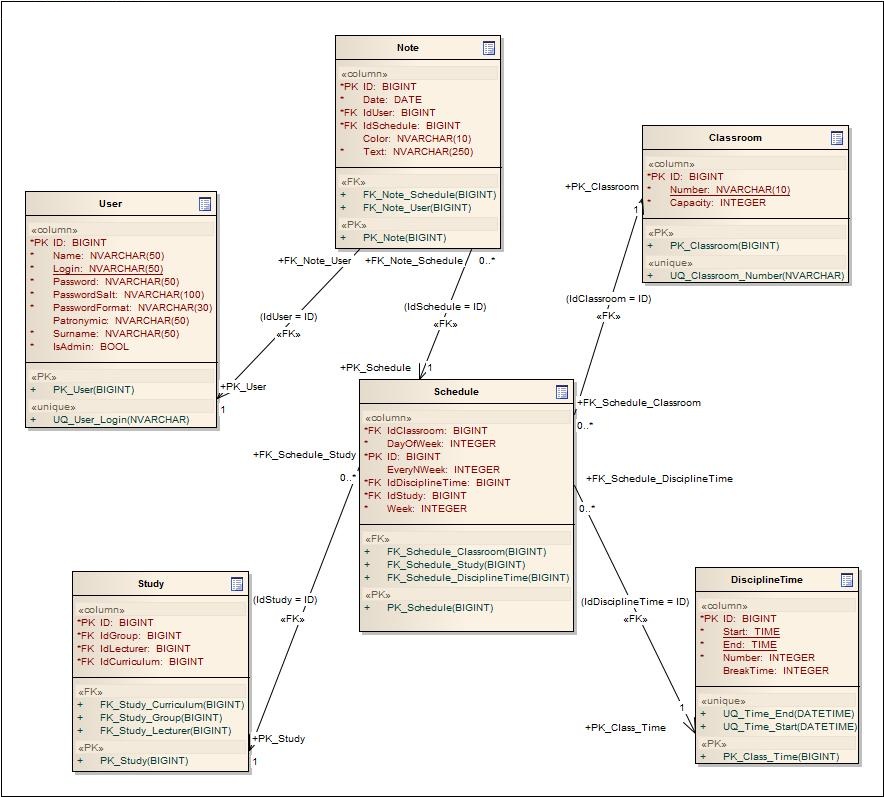 Note
«column»
*PK ID: BIGINT
* Date: DATE
*FK IdUser: BIGINT
*FK IdSchedule: BIGINT
Color: NVARCHAR(10)
* Text: NVARCHAR(250)
«FK»
+ FK_Note_Schedule(BIGINT)
+ FK_Note_User(BIGINT)
«PK»
+ PK_Note(BIGINT)
Classroom
«column»
*PK ID: BIGINT
* Number: NVARCHAR(10)
* Capacity: INTEGER
«PK»
+ PK_Classroom(BIGINT)
«unique»
+ UQ_Classroom_Number(NVARCHAR)
+PK_Classroom
1
User
«column»
*PK ID: BIGINT
* Name: NVARCHAR(50)
* Login: NVARCHAR(50)
* Password: NVARCHAR(50)
* PasswordSalt: NVARCHAR(100)
* PasswordFormat: NVARCHAR(30)
Patronymic: NVARCHAR(50)
* Surname: NVARCHAR(50)
* IsAdmin: BOOL
«PK»
+ PK_User(BIGINT)
«unique»
+ UQ_User_Login(NVARCHAR)
+FK_Note_User
+FK_Note_Schedule
0..*
(IdUser = ID)
«FK»
(IdSchedule = ID)
«FK»
(IdClassroom = ID)
«FK»
+PK_User
1
+PK_Schedule
1
+FK_Schedule_Classroom
0..*
Schedule
«column»
*FK IdClassroom: BIGINT
* DayOfWeek: INTEGER
*PK ID: BIGINT
EveryNWeek: INTEGER
*FK IdDisciplineTime: BIGINT
*FK IdStudy: BIGINT
* Week: INTEGER
«FK»
+ FK_Schedule_Classroom(BIGINT)
+ FK_Schedule_Study(BIGINT)
+ FK_Schedule_DisciplineTime(BIGINT)
«PK»
+ PK_Schedule(BIGINT)
+FK_Schedule_Study
0..*
+FK_Schedule_DisciplineTime
0..*
(IdStudy = ID)
«FK»
(IdDisciplineTime = ID)
«FK»
Study
«column»
*PK ID: BIGINT
*FK IdGroup: BIGINT
*FK IdLecturer: BIGINT
*FK IdCurriculum: BIGINT
«FK»
+ FK_Study_Curriculum(BIGINT)
+ FK_Study_Group(BIGINT)
+ FK_Study_Lecturer(BIGINT)
«PK»
+ PK_Study(BIGINT)
+PK_Study
1
1
+PK_Class_Time
DisciplineTime
«column»
*PK ID: BIGINT
* Start: TIME
* End: TIME
* Number: INTEGER
BreakTime: INTEGER
«unique»
+ UQ_Time_End(DATETIME)
+ UQ_Time_Start(DATETIME)
«PK»
+ PK_Class_Time(BIGINT)